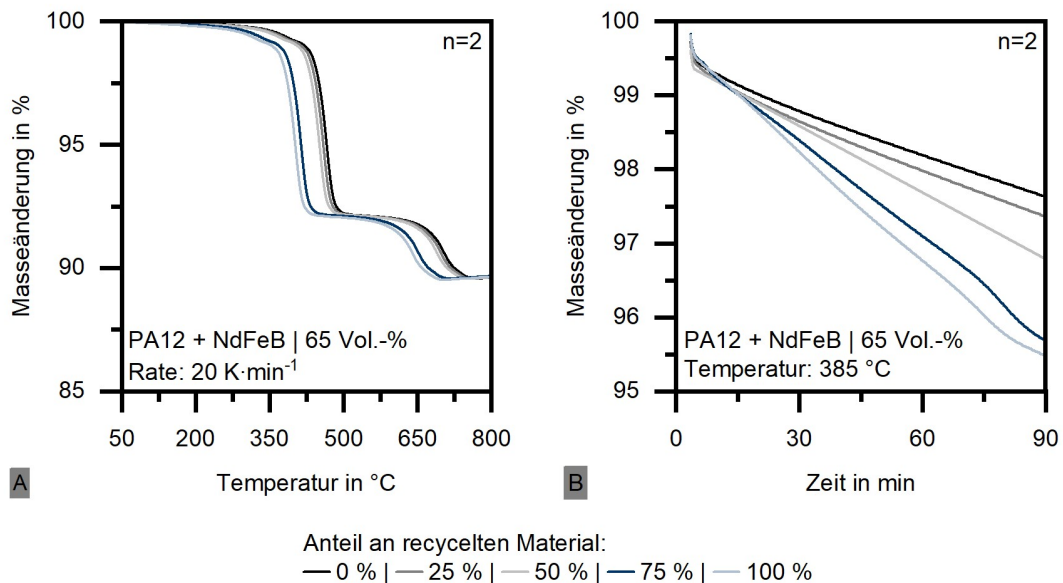 100
95
90
85
Masseänderung in %
n=2
PA12 + NdFeB | 65 Vol.-%
Rate: 20 K·min⁻¹
50 200 350 500 650 800
Temperatur in °C
A
100
99
98
97
96
95
Masseänderung in %
n=2
PA12 + NdFeB | 65 Vol.-%
Temperatur: 385 °C
0 30 60 90
Zeit in min
B
Anteil an recycelten Material:
0 % | 25 % | 50 % | 75 % | 100 %